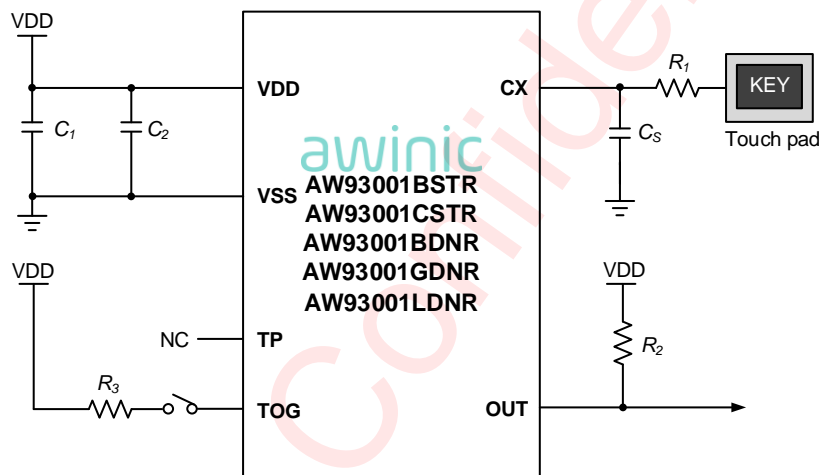 VDD
C1
C2
VDD
VSS
CX
R1
KEY
Touch pad
CS
awinic
AW93001BSTR
AW93001CSTR
AW93001BDNR
AW93001GDNR
AW93001LDNR
VDD
NC
TP
R3
TOG
VDD
R2
OUT
Confide